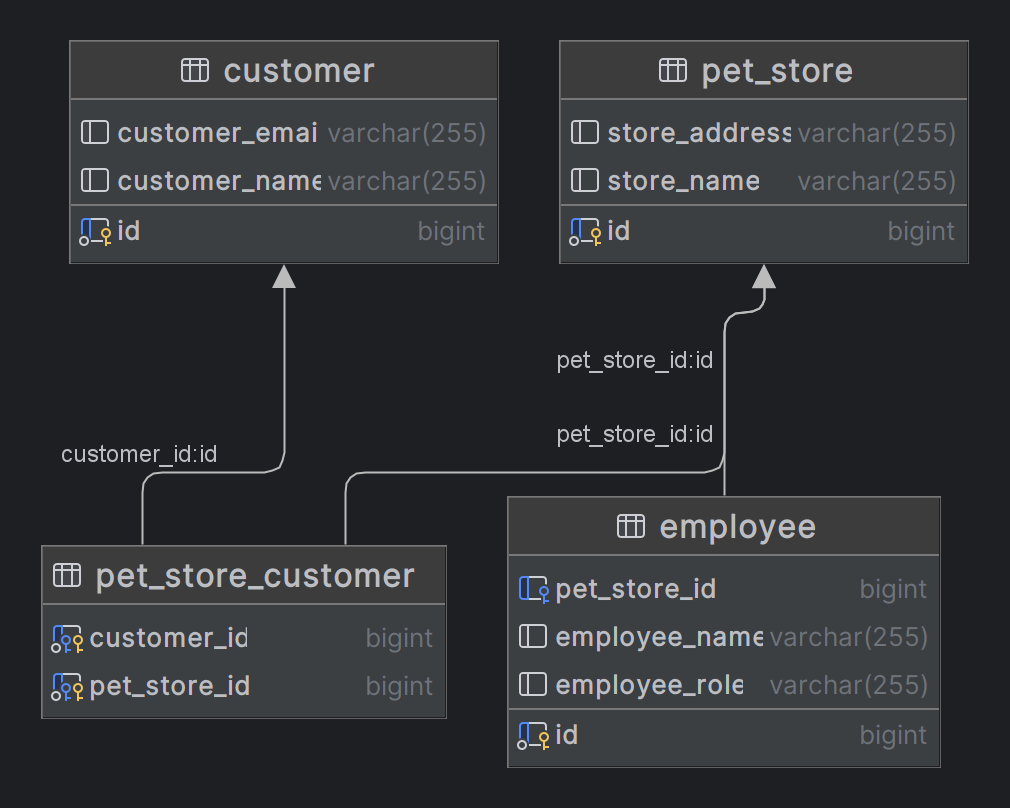 customer
customer_emai varchar(255)
customer_name varchar(255)
id bigint
pet_store
store_address varchar(255)
store_name varchar(255)
id bigint
pet_store_id:id
pet_store_id:id
customer_id:id
pet_store_customer
customer_id bigint
pet_store_id bigint
employee
pet_store_id bigint
employee_name varchar(255)
employee_role varchar(255)
id bigint